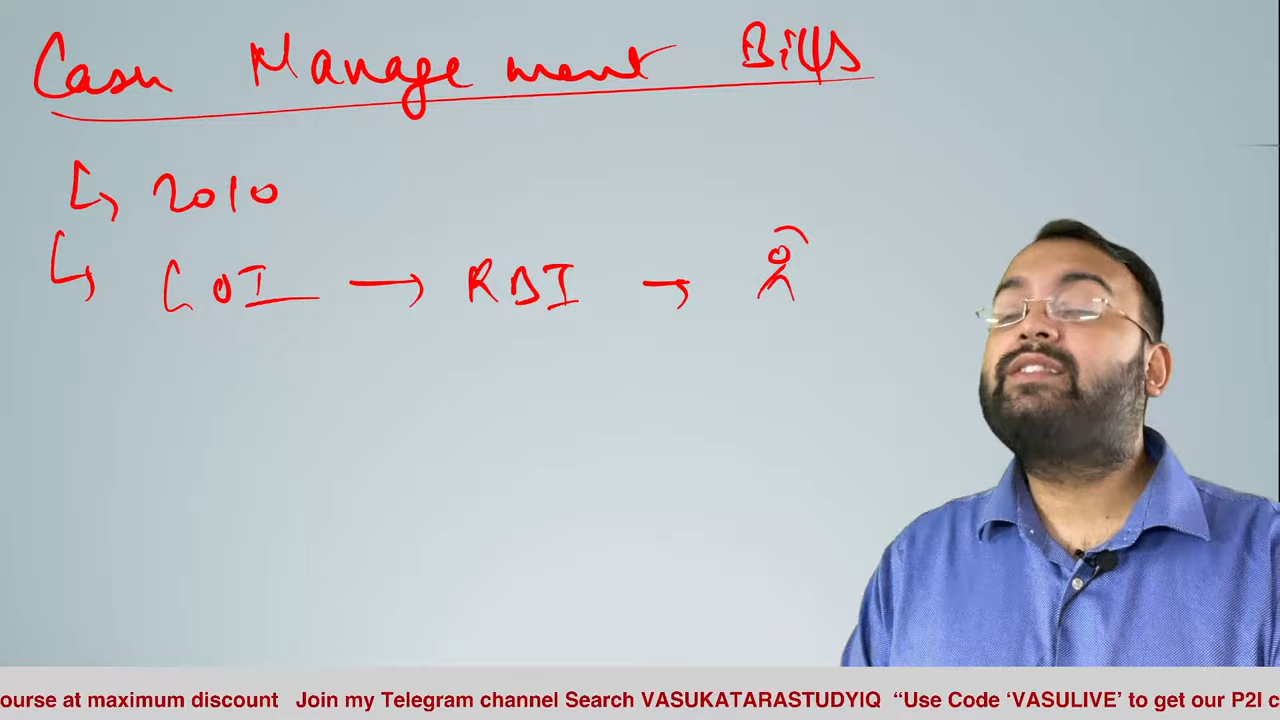 Cash Management Bills
↳ 2010
↳ GOI → RBI →
ourse at maximum discount Join my Telegram channel Search VASUKATARASTUDYIQ “Use Code ‘VASULIVE’ to get our P2I c